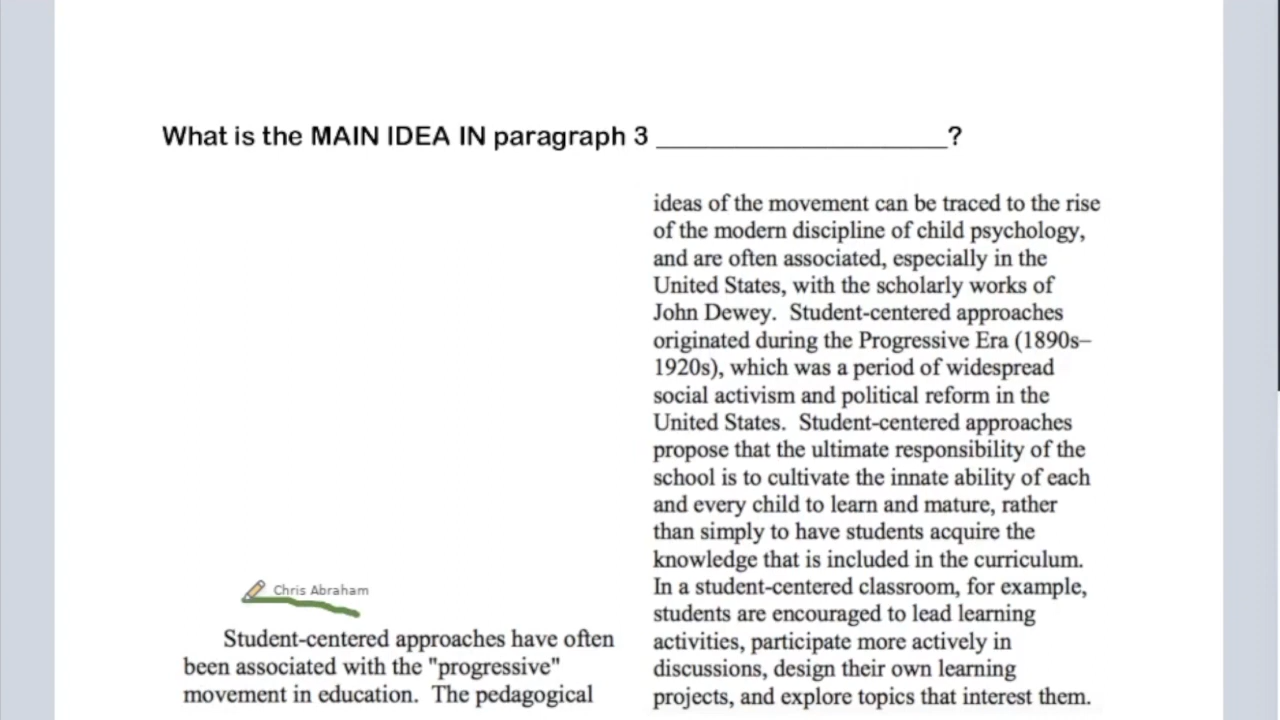 What is the MAIN IDEA IN paragraph 3 _____________________?
Chris Abraham
Student-centered approaches have often
been associated with the "progressive"
movement in education.  The pedagogical
ideas of the movement can be traced to the rise
of the modern discipline of child psychology,
and are often associated, especially in the
United States, with the scholarly works of
John Dewey.  Student-centered approaches
originated during the Progressive Era (1890s–
1920s), which was a period of widespread
social activism and political reform in the
United States.  Student-centered approaches
propose that the ultimate responsibility of the
school is to cultivate the innate ability of each
and every child to learn and mature, rather
than simply to have students acquire the
knowledge that is included in the curriculum.
In a student-centered classroom, for example,
students are encouraged to lead learning
activities, participate more actively in
discussions, design their own learning
projects, and explore topics that interest them.